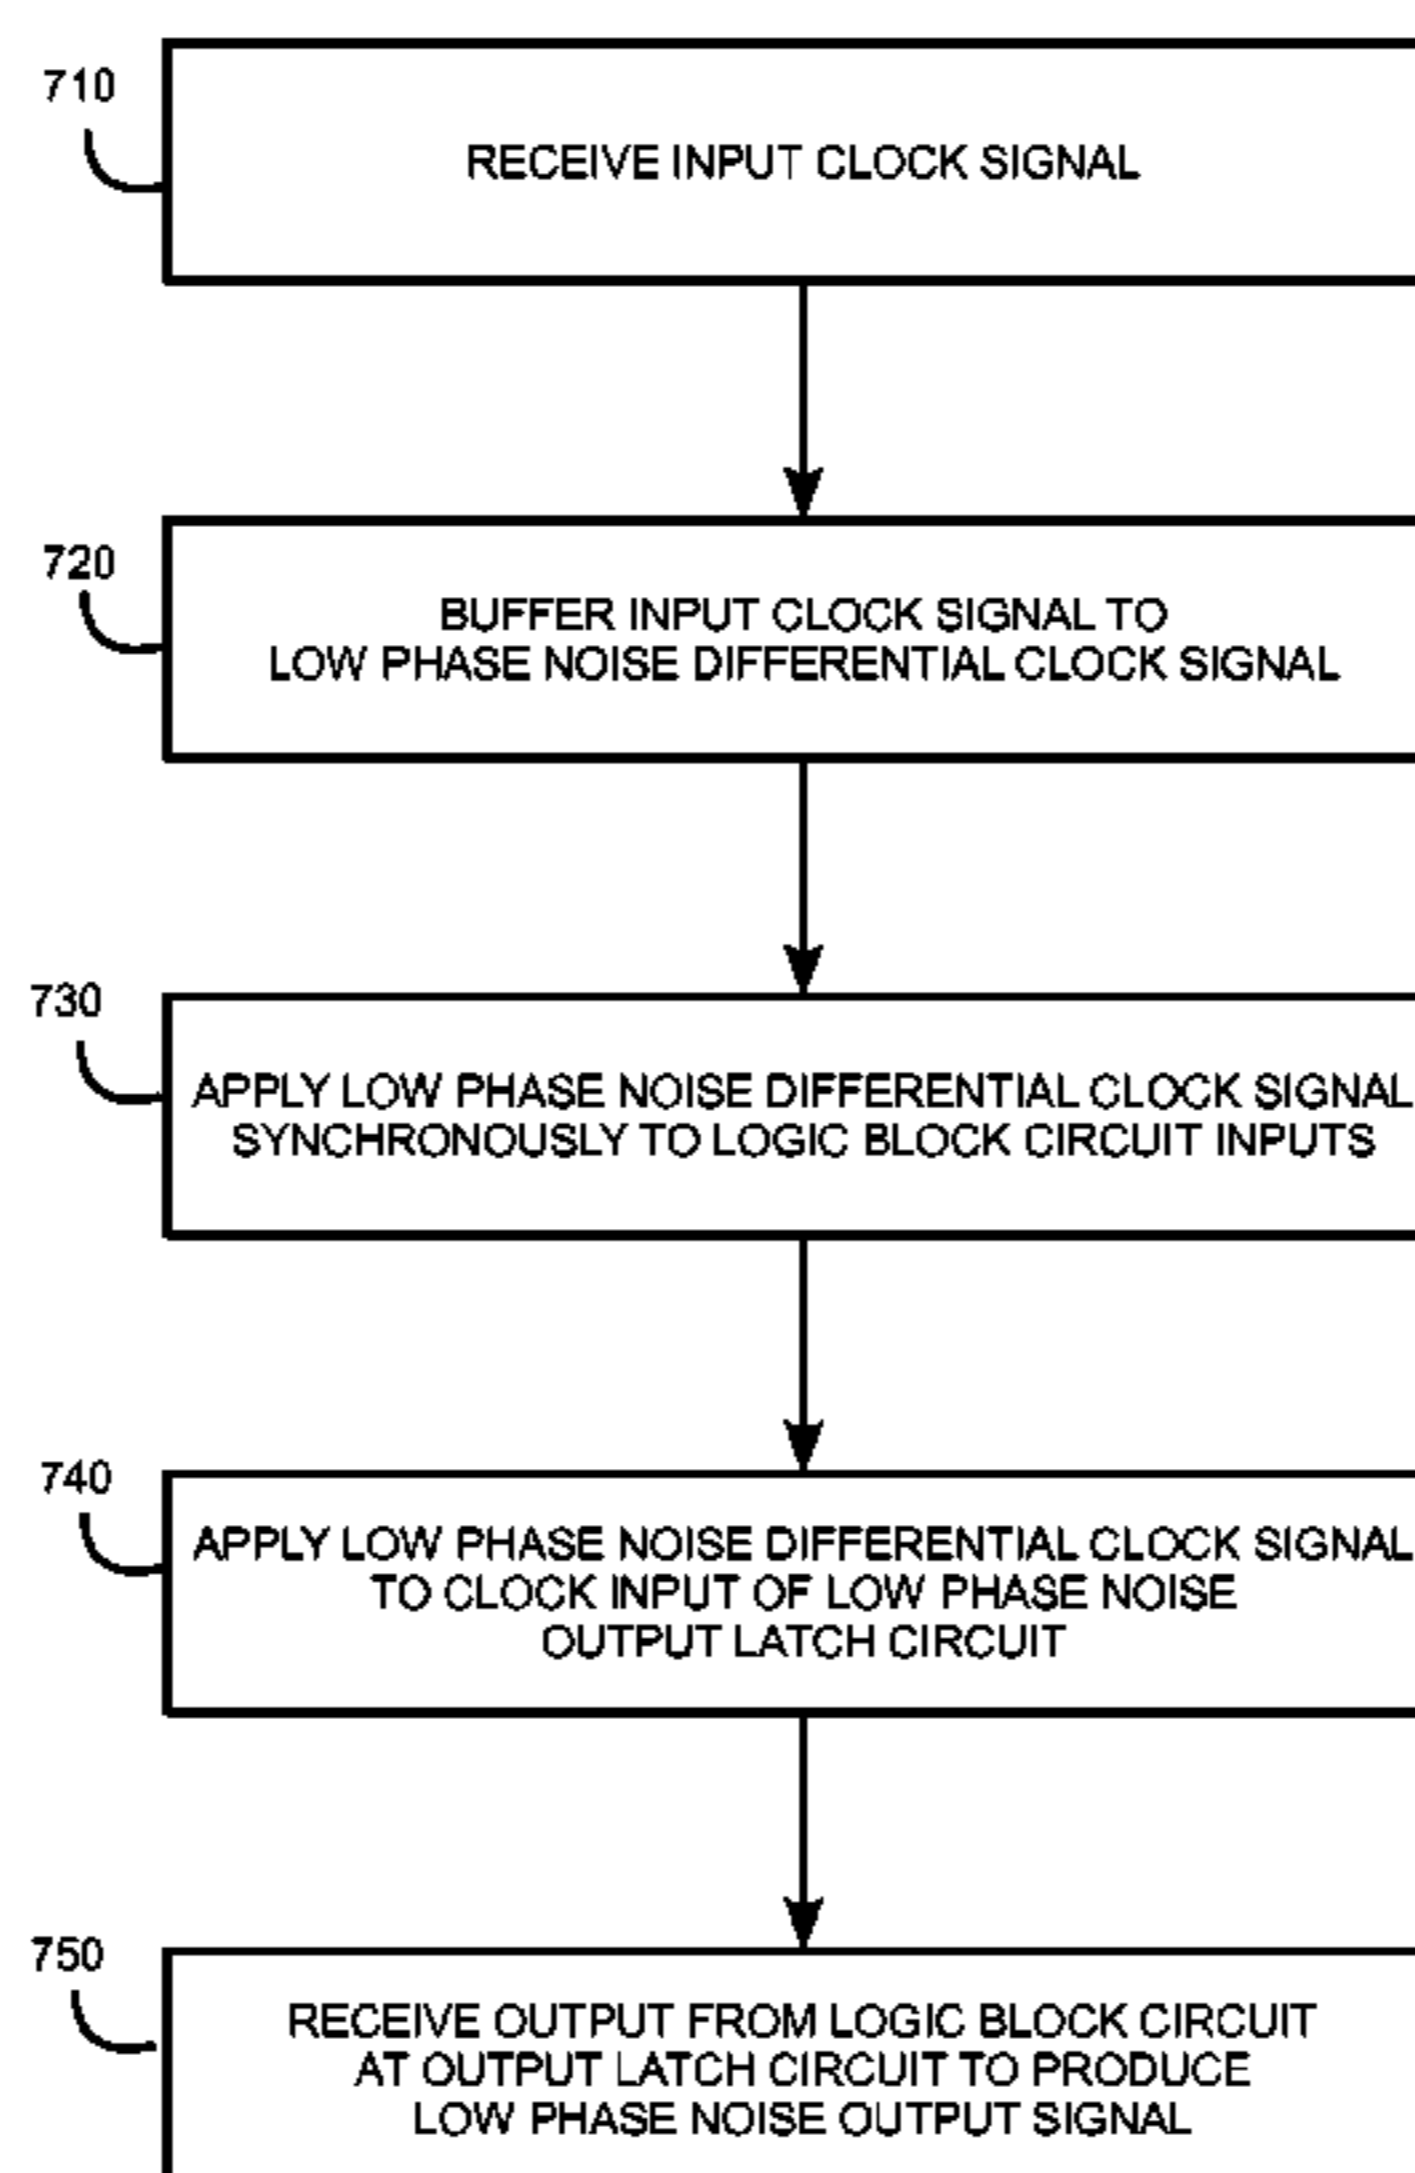 710
RECEIVE INPUT CLOCK SIGNAL
720
BUFFER INPUT CLOCK SIGNAL TO
LOW PHASE NOISE DIFFERENTIAL CLOCK SIGNAL
730
APPLY LOW PHASE NOISE DIFFERENTIAL CLOCK SIGNAL
SYNCHRONOUSLY TO LOGIC BLOCK CIRCUIT INPUTS
740
APPLY LOW PHASE NOISE DIFFERENTIAL CLOCK SIGNAL
TO CLOCK INPUT OF LOW PHASE NOISE
OUTPUT LATCH CIRCUIT
750
RECEIVE OUTPUT FROM LOGIC BLOCK CIRCUIT
AT OUTPUT LATCH CIRCUIT TO PRODUCE
LOW PHASE NOISE OUTPUT SIGNAL